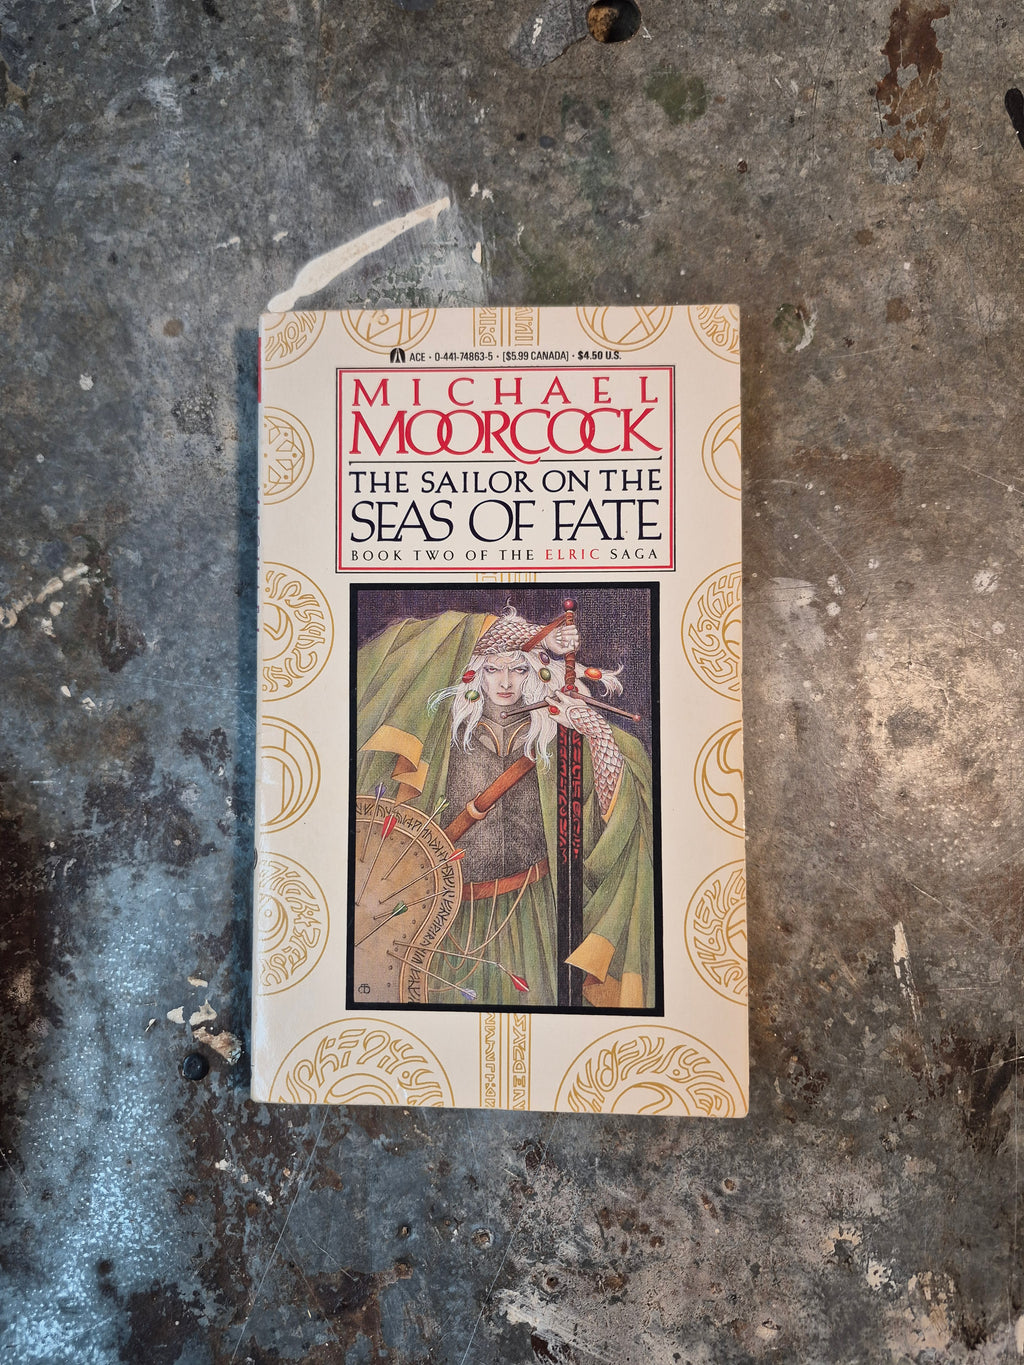 ACE • 0-441-74863-5 • [$5.99 CANADA] • $4.50 U.S.
MICHAEL
MOORCOCK
THE SAILOR ON THE
SEAS OF FATE
BOOK TWO OF THE ELRIC SAGA